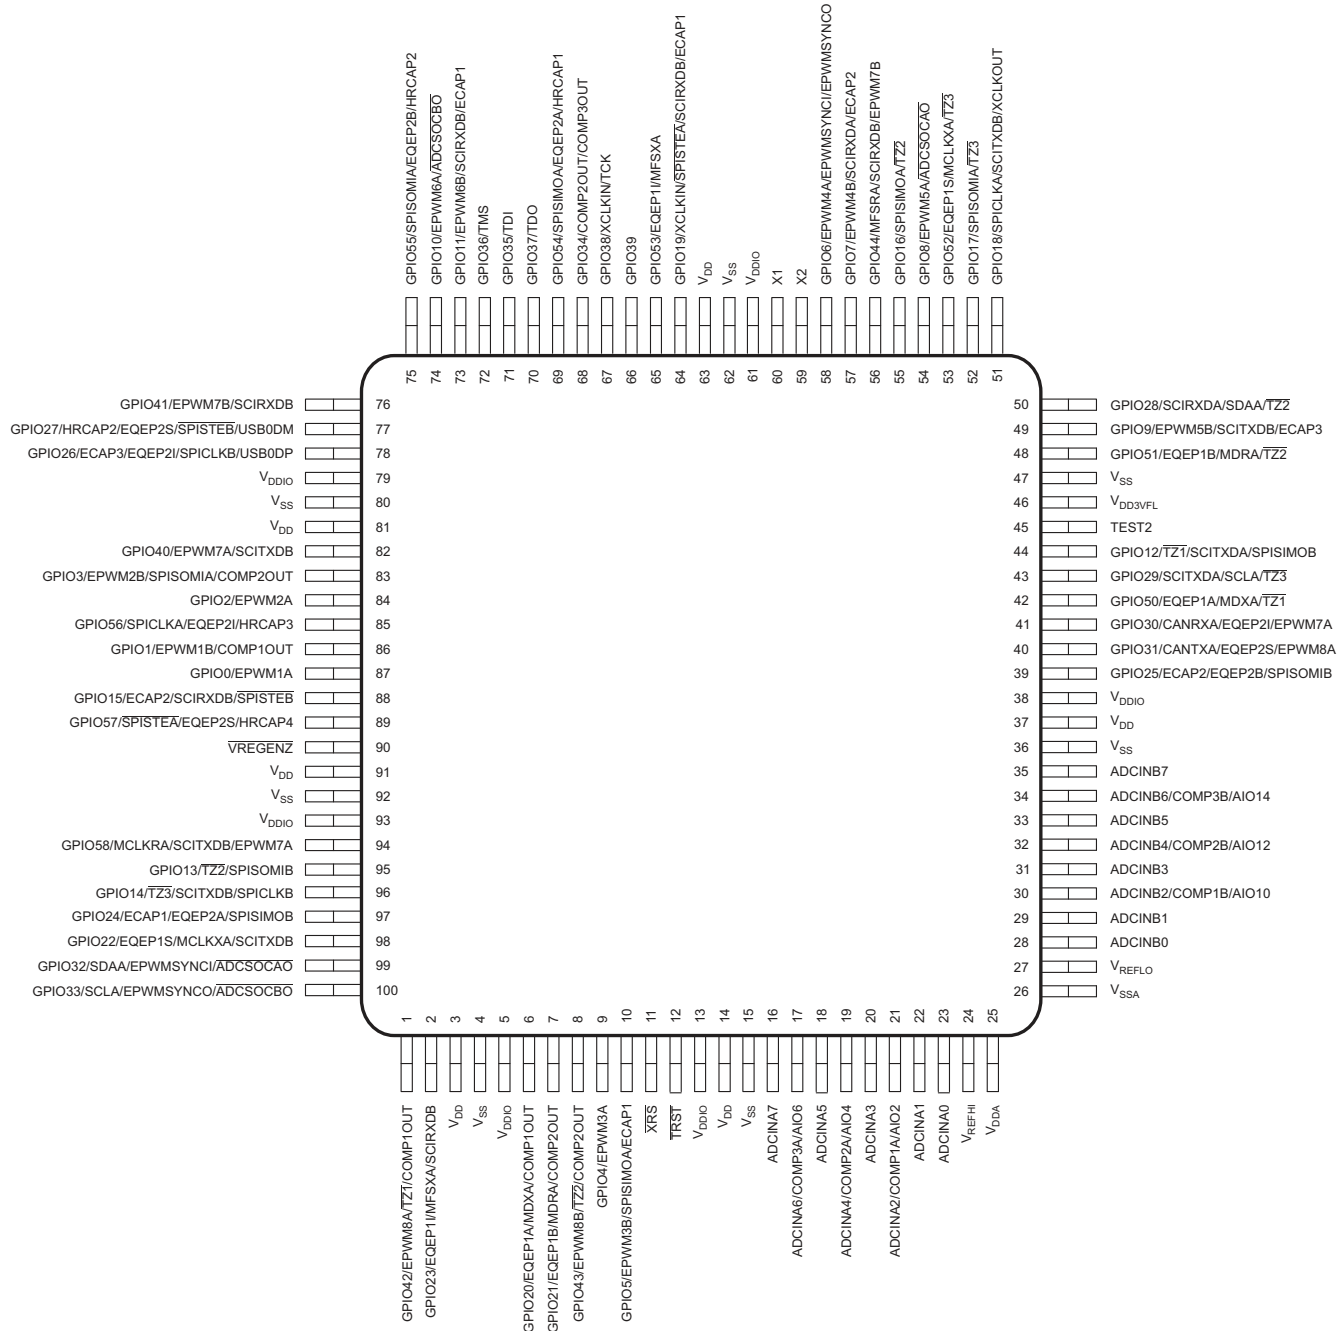 GPIO55/SPISOMIA/EQEP2B/HRCAP2
GPIO10/EPWM6A/ADCSOCBO
GPIO11/EPWM6B/SCIRXDB/ECAP1
GPIO36/TMS
GPIO35/TDI
GPIO37/TDO
GPIO54/SPISIMOA/EQEP2A/HRCAP1
GPIO34/COMP2OUT/COMP3OUT
GPIO38/XCLKIN/TCK
GPIO39
GPIO53/EQEP1I/MFSXA
GPIO19/XCLKIN/SPISTEA/SCIRXDB/ECAP1
VDD
VSS
VDDIO
X1
X2
GPIO6/EPWM4A/EPWMSYNCI/EPWMSYNCO
GPIO7/EPWM4B/SCIRXDA/ECAP2
GPIO44/MFSRA/SCIRXDB/EPWM7B
GPIO16/SPISIMOA/TZ2
GPIO8/EPWM5A/ADCSOCAO
GPIO52/EQEP1S/MCLKXA/TZ3
GPIO17/SPISOMIA/TZ3
GPIO18/SPICLKA/SCITXDB/XCLKOUT
75 74 73 72 71 70 69 68 67 66 65 64 63 62 61 60 59 58 57 56 55 54 53 52 51
GPIO41/EPWM7B/SCIRXDB 76
GPIO27/HRCAP2/EQEP2S/SPISTEB/USB0DM 77
GPIO26/ECAP3/EQEP2I/SPICLKB/USB0DP 78
VDDIO 79
VSS 80
VDD 81
GPIO40/EPWM7A/SCITXDB 82
GPIO3/EPWM2B/SPISOMIA/COMP2OUT 83
GPIO2/EPWM2A 84
GPIO56/SPICLKA/EQEP2I/HRCAP3 85
GPIO1/EPWM1B/COMP1OUT 86
GPIO0/EPWM1A 87
GPIO15/ECAP2/SCIRXDB/SPISTEB 88
GPIO57/SPISTEA/EQEP2S/HRCAP4 89
VREGENZ 90
VDD 91
VSS 92
VDDIO 93
GPIO58/MCLKRA/SCITXDB/EPWM7A 94
GPIO13/TZ2/SPISOMIB 95
GPIO14/TZ3/SCITXDB/SPICLKB 96
GPIO24/ECAP1/EQEP2A/SPISIMOB 97
GPIO22/EQEP1S/MCLKXA/SCITXDB 98
GPIO32/SDAA/EPWMSYNCI/ADCSOCAO 99
GPIO33/SCLA/EPWMSYNCO/ADCSOCBO 100
50 GPIO28/SCIRXDA/SDAA/TZ2
49 GPIO9/EPWM5B/SCITXDB/ECAP3
48 GPIO51/EQEP1B/MDRA/TZ2
47 VSS
46 VDD3VFL
45 TEST2
44 GPIO12/TZ1/SCITXDA/SPISIMOB
43 GPIO29/SCITXDA/SCLA/TZ3
42 GPIO50/EQEP1A/MDXA/TZ1
41 GPIO30/CANRXA/EQEP2I/EPWM7A
40 GPIO31/CANTXA/EQEP2S/EPWM8A
39 GPIO25/ECAP2/EQEP2B/SPISOMIB
38 VDDIO
37 VDD
36 VSS
35 ADCINB7
34 ADCINB6/COMP3B/AIO14
33 ADCINB5
32 ADCINB4/COMP2B/AIO12
31 ADCINB3
30 ADCINB2/COMP1B/AIO10
29 ADCINB1
28 ADCINB0
27 VREFLO
26 VSSA
1 2 3 4 5 6 7 8 9 10 11 12 13 14 15 16 17 18 19 20 21 22 23 24 25
GPIO42/EPWM8A/TZ1/COMP1OUT
GPIO23/EQEP1I/MFSXA/SCIRXDB
VDD
VSS
VDDIO
GPIO20/EQEP1A/MDXA/COMP1OUT
GPIO21/EQEP1B/MDRA/COMP2OUT
GPIO43/EPWM8B/TZ2/COMP2OUT
GPIO4/EPWM3A
GPIO5/EPWM3B/SPISIMOA/ECAP1
XRS
TRST
VDDIO
VDD
VSS
ADCINA7
ADCINA6/COMP3A/AIO6
ADCINA5
ADCINA4/COMP2A/AIO4
ADCINA3
ADCINA2/COMP1A/AIO2
ADCINA1
ADCINA0
VREFHI
VDDA